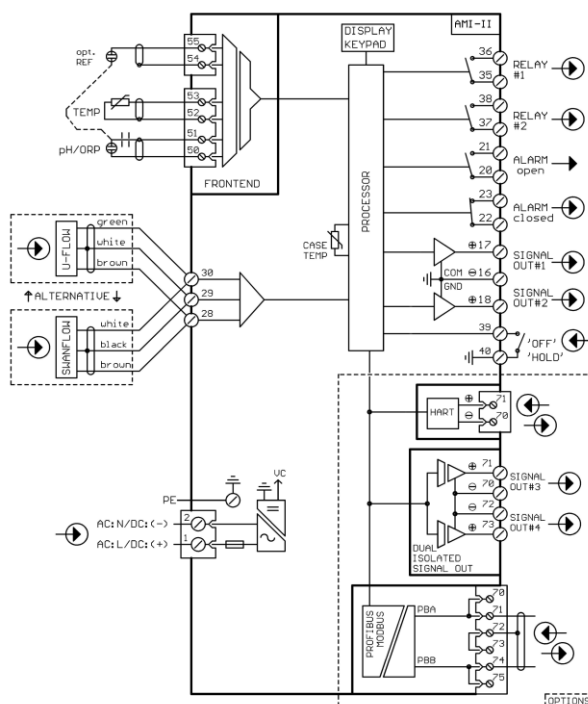 AMI-II
DISPLAY
KEYPAD
opt.
REF
55
54
TEMP
53
52
pH/ORP
51
50
FRONTEND
PROCESSOR
CASE
TEMP
36
35
RELAY
#1
38
37
RELAY
#2
21
20
ALARM
open
23
22
ALARM
closed
⊕17
SIGNAL
OUT#1
COM ⊖16
GND
⊕18
SIGNAL
OUT#2
39
40
'OFF'
'HOLD'
U-FLOW
green
white
brown
↑ALTERNATIVE↓
SWANFLOW
white
black
brown
30
29
28
HART
⊕ 71
⊖ 70
⊕ 71
⊖ 70
SIGNAL
OUT#3
⊖ 72
⊕ 73
SIGNAL
OUT#4
DUAL
ISOLATED
SIGNAL OUT
PE
VC
AC:N/DC:(-)
2
AC:L/DC:(+)
1
PROFIBUS
MODBUS
PBA
PBB
70
71
72
73
74
75
OPTIONS